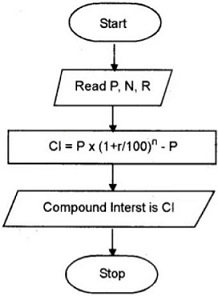 Start
Read P, N, R
CI = P x (1+r/100)ⁿ - P
Compound Interst is CI
Stop